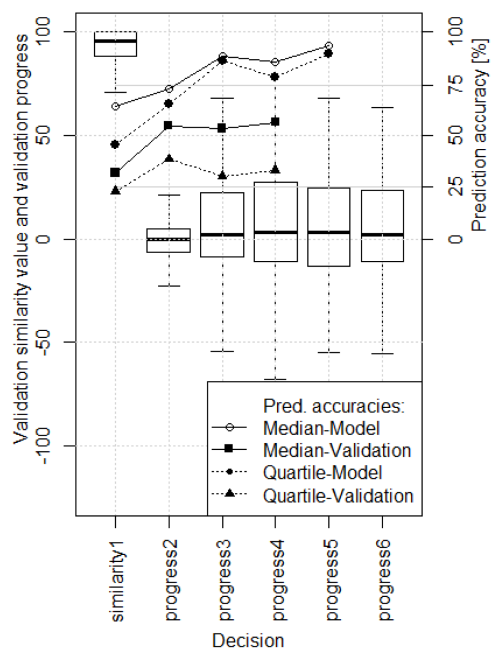 Validation similarity value and validation progress
100
50
0
-50
-100
100
75
50
25
0
Prediction accuracy [%]
Pred. accuracies:
Median-Model
Median-Validation
Quartile-Model
Quartile-Validation
similarity1
progress2
progress3
progress4
progress5
progress6
Decision